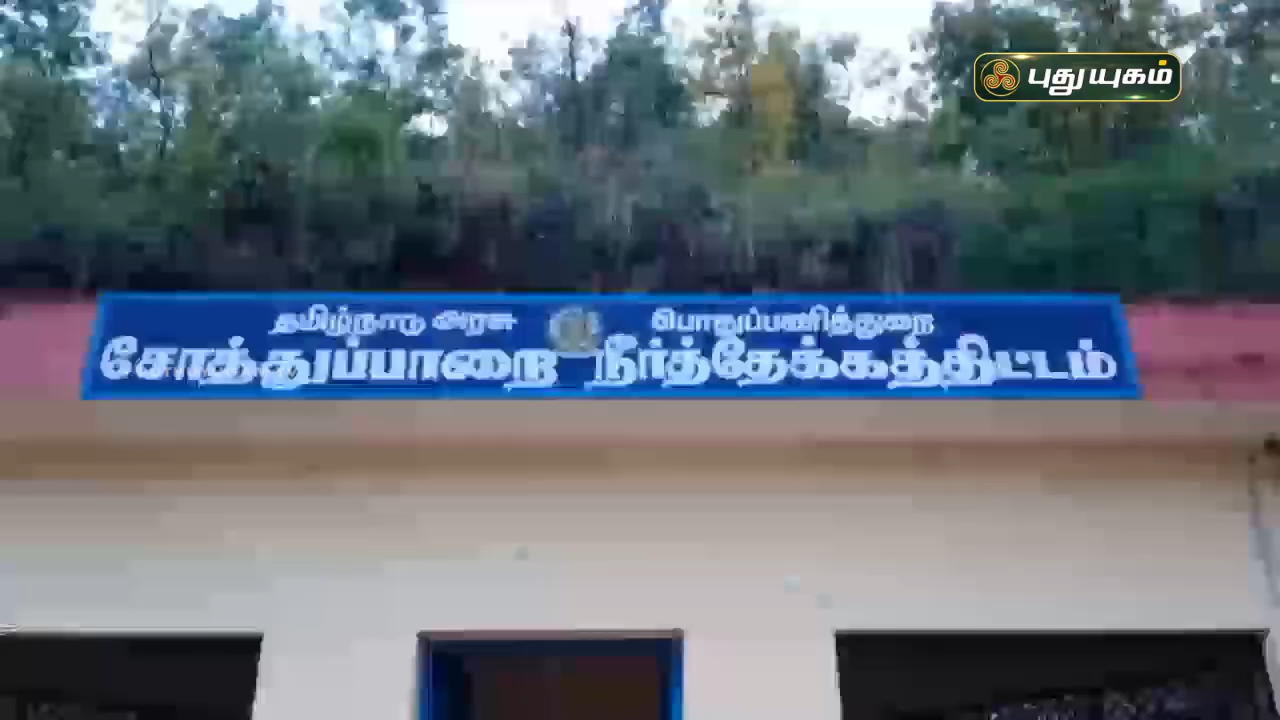 புதுயுகம்
தமிழ்நாடு அரசு பொதுப்பணித்துறை
சோத்துப்பாறை நீர்த்தேக்கத்திட்டம்